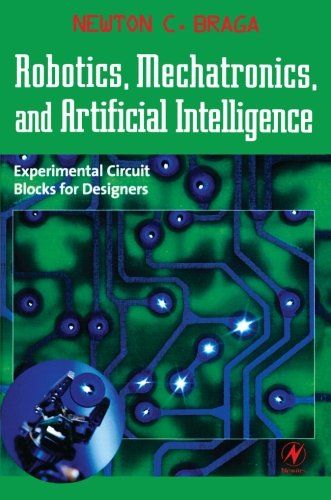 NEWTON C. BRAGA
Robotics, Mechatronics,
and Artificial Intelligence
Experimental Circuit
Blocks for Designers
Newnes